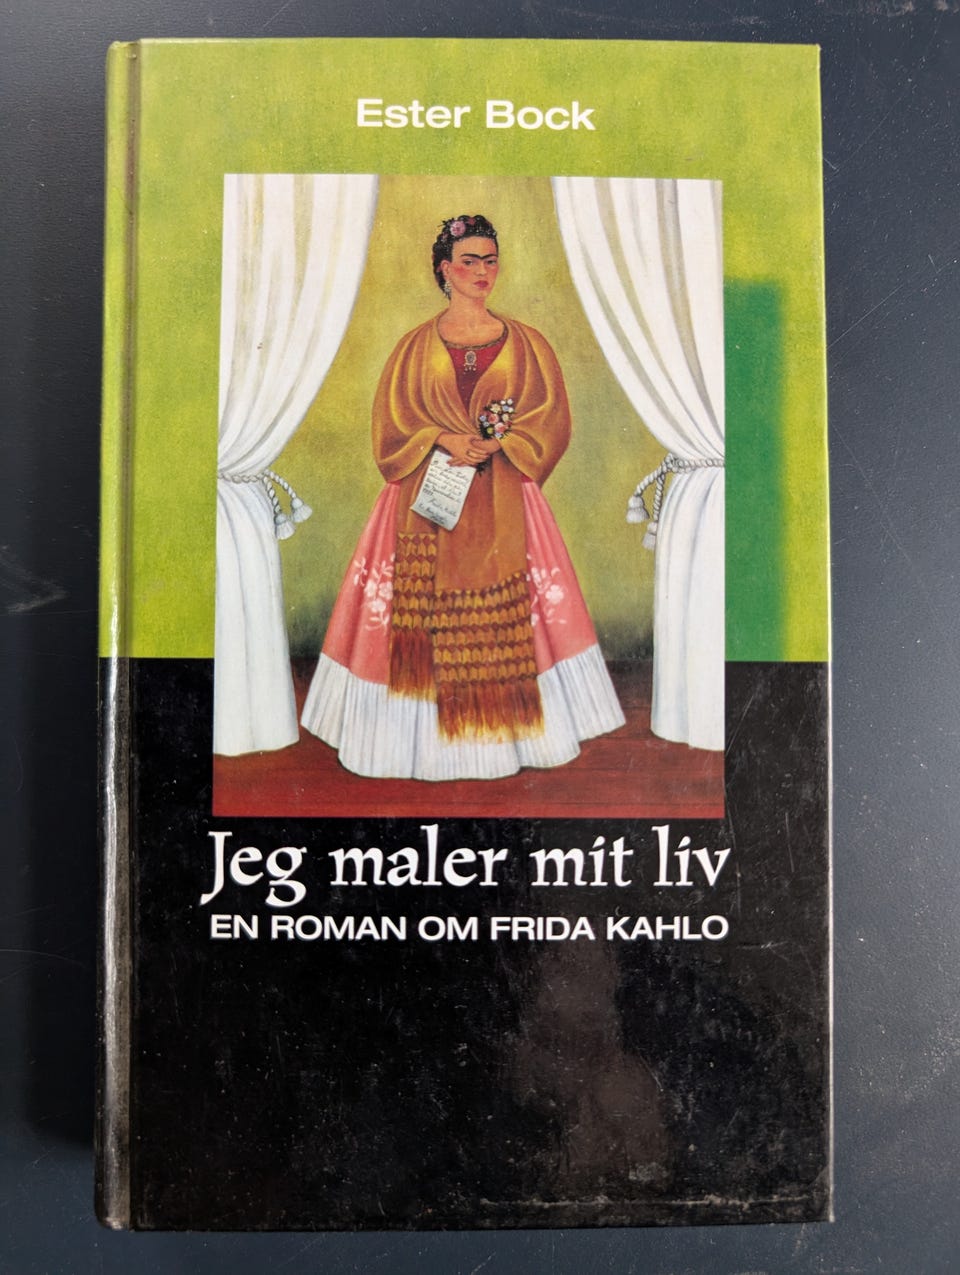 Ester Bock
Jeg maler mit liv
EN ROMAN OM FRIDA KAHLO